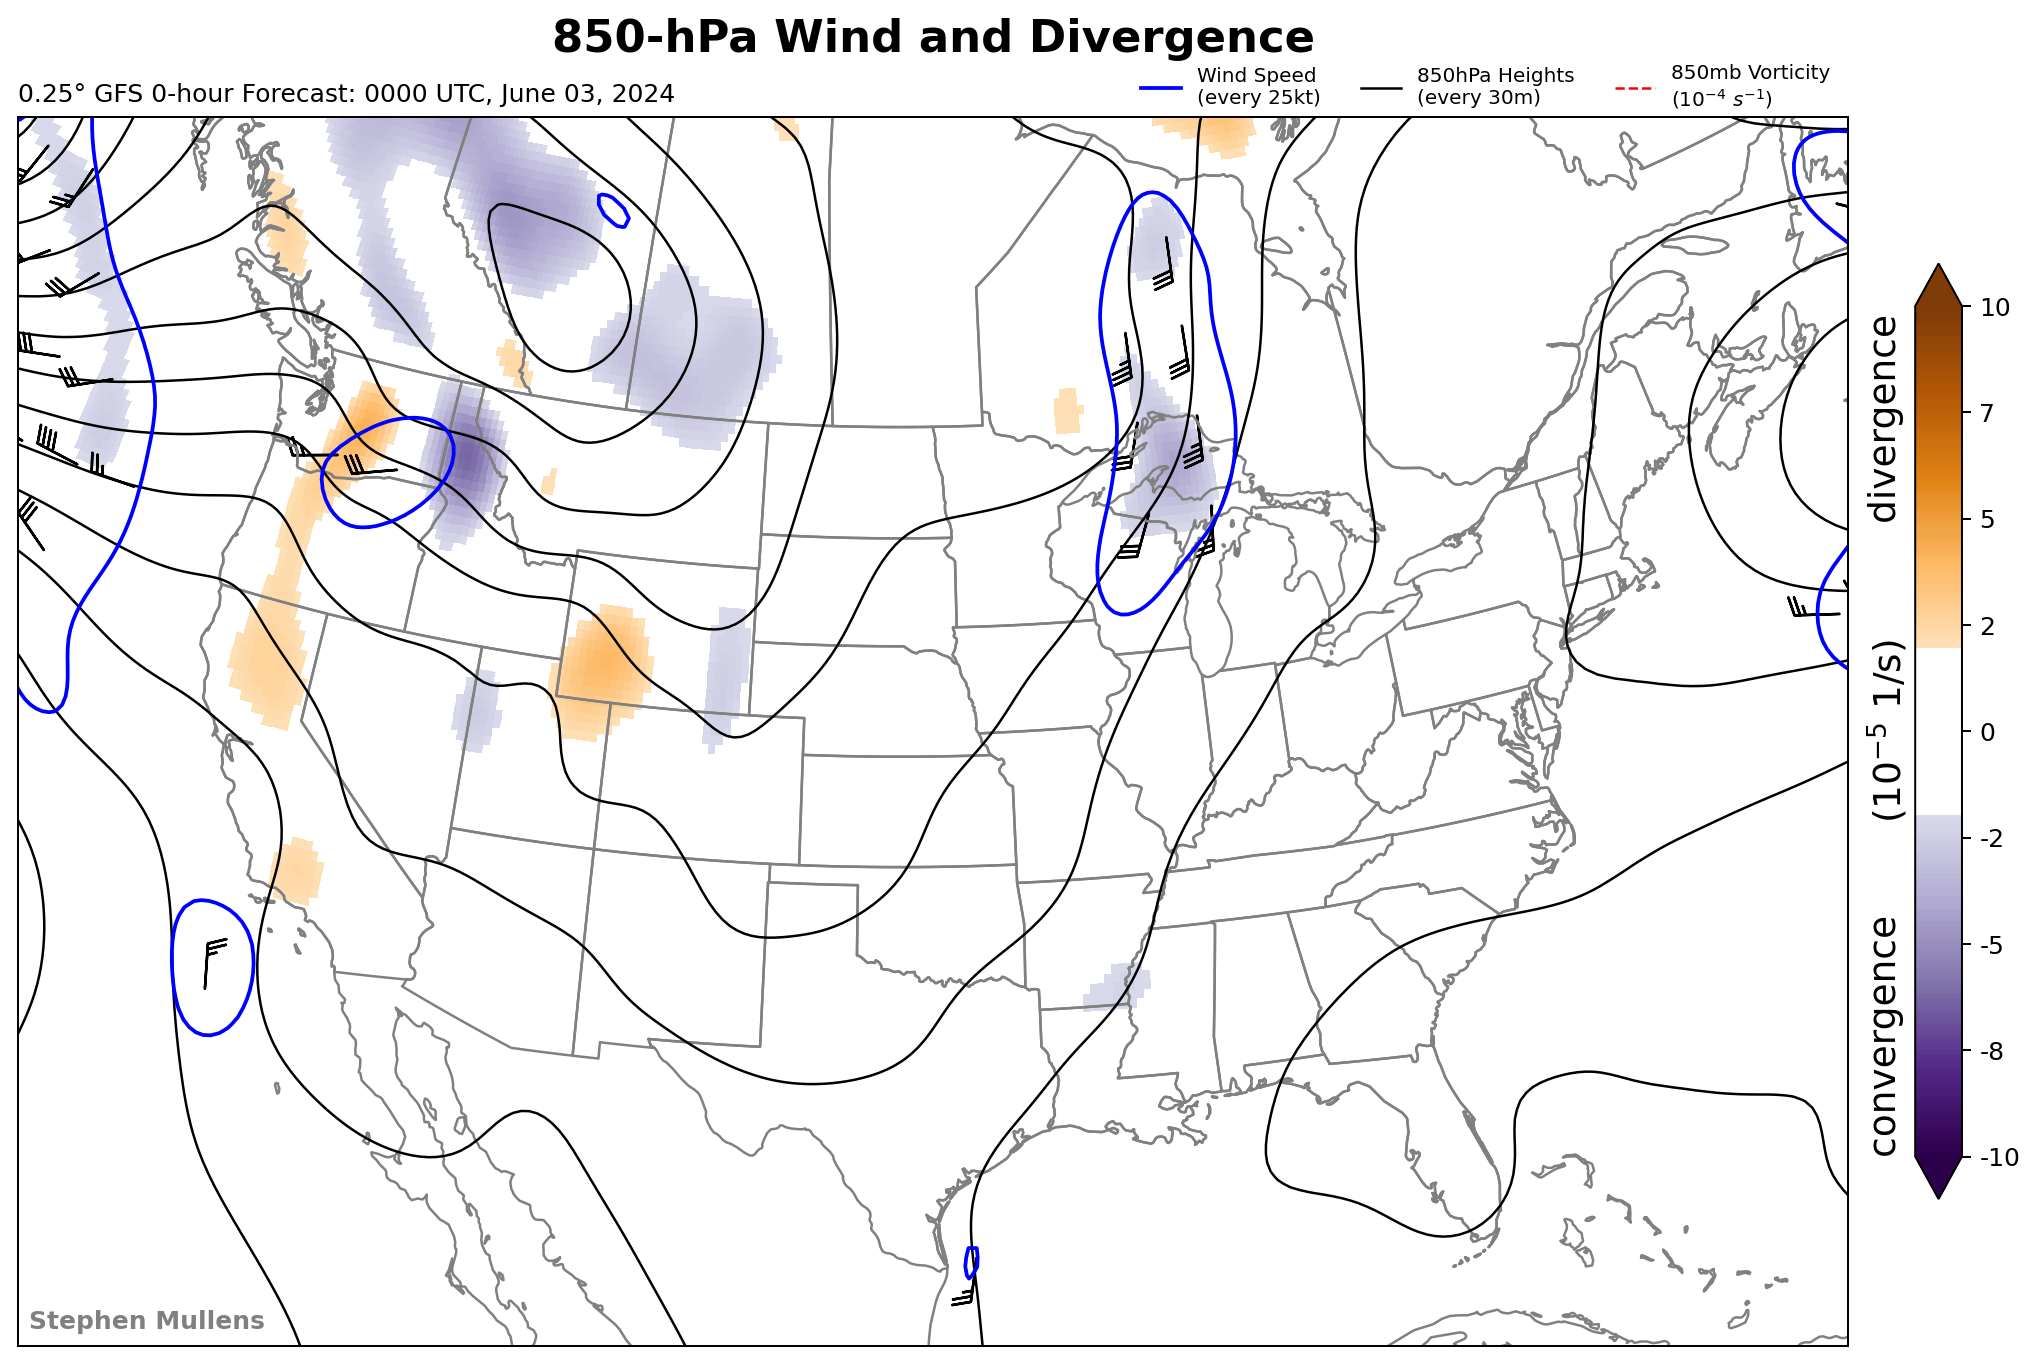 850-hPa Wind and Divergence
0.25° GFS 0-hour Forecast: 0000 UTC, June 03, 2024
Wind Speed
(every 25kt)
850hPa Heights
(every 30m)
850mb Vorticity
(10⁻⁴ s⁻¹)
10
7
5
2
0
-2
-5
-8
-10
convergence (10⁻⁵ 1/s) divergence
Stephen Mullens